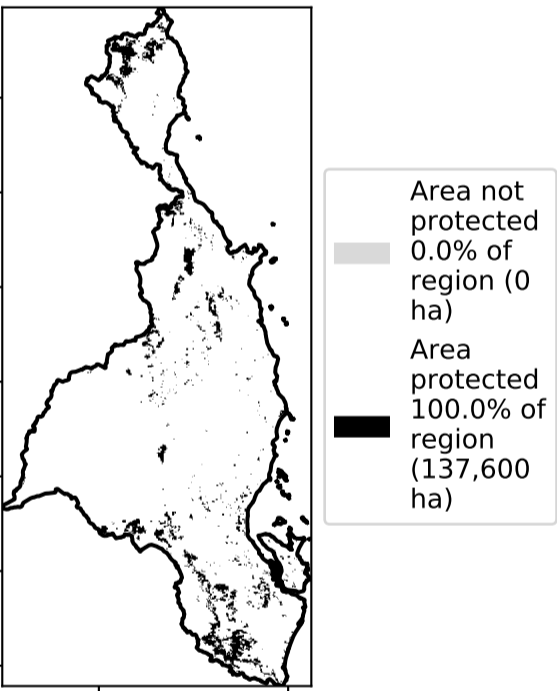 Area not
protected
0.0% of
region (0
ha)
Area
protected
100.0% of
region
(137,600
ha)